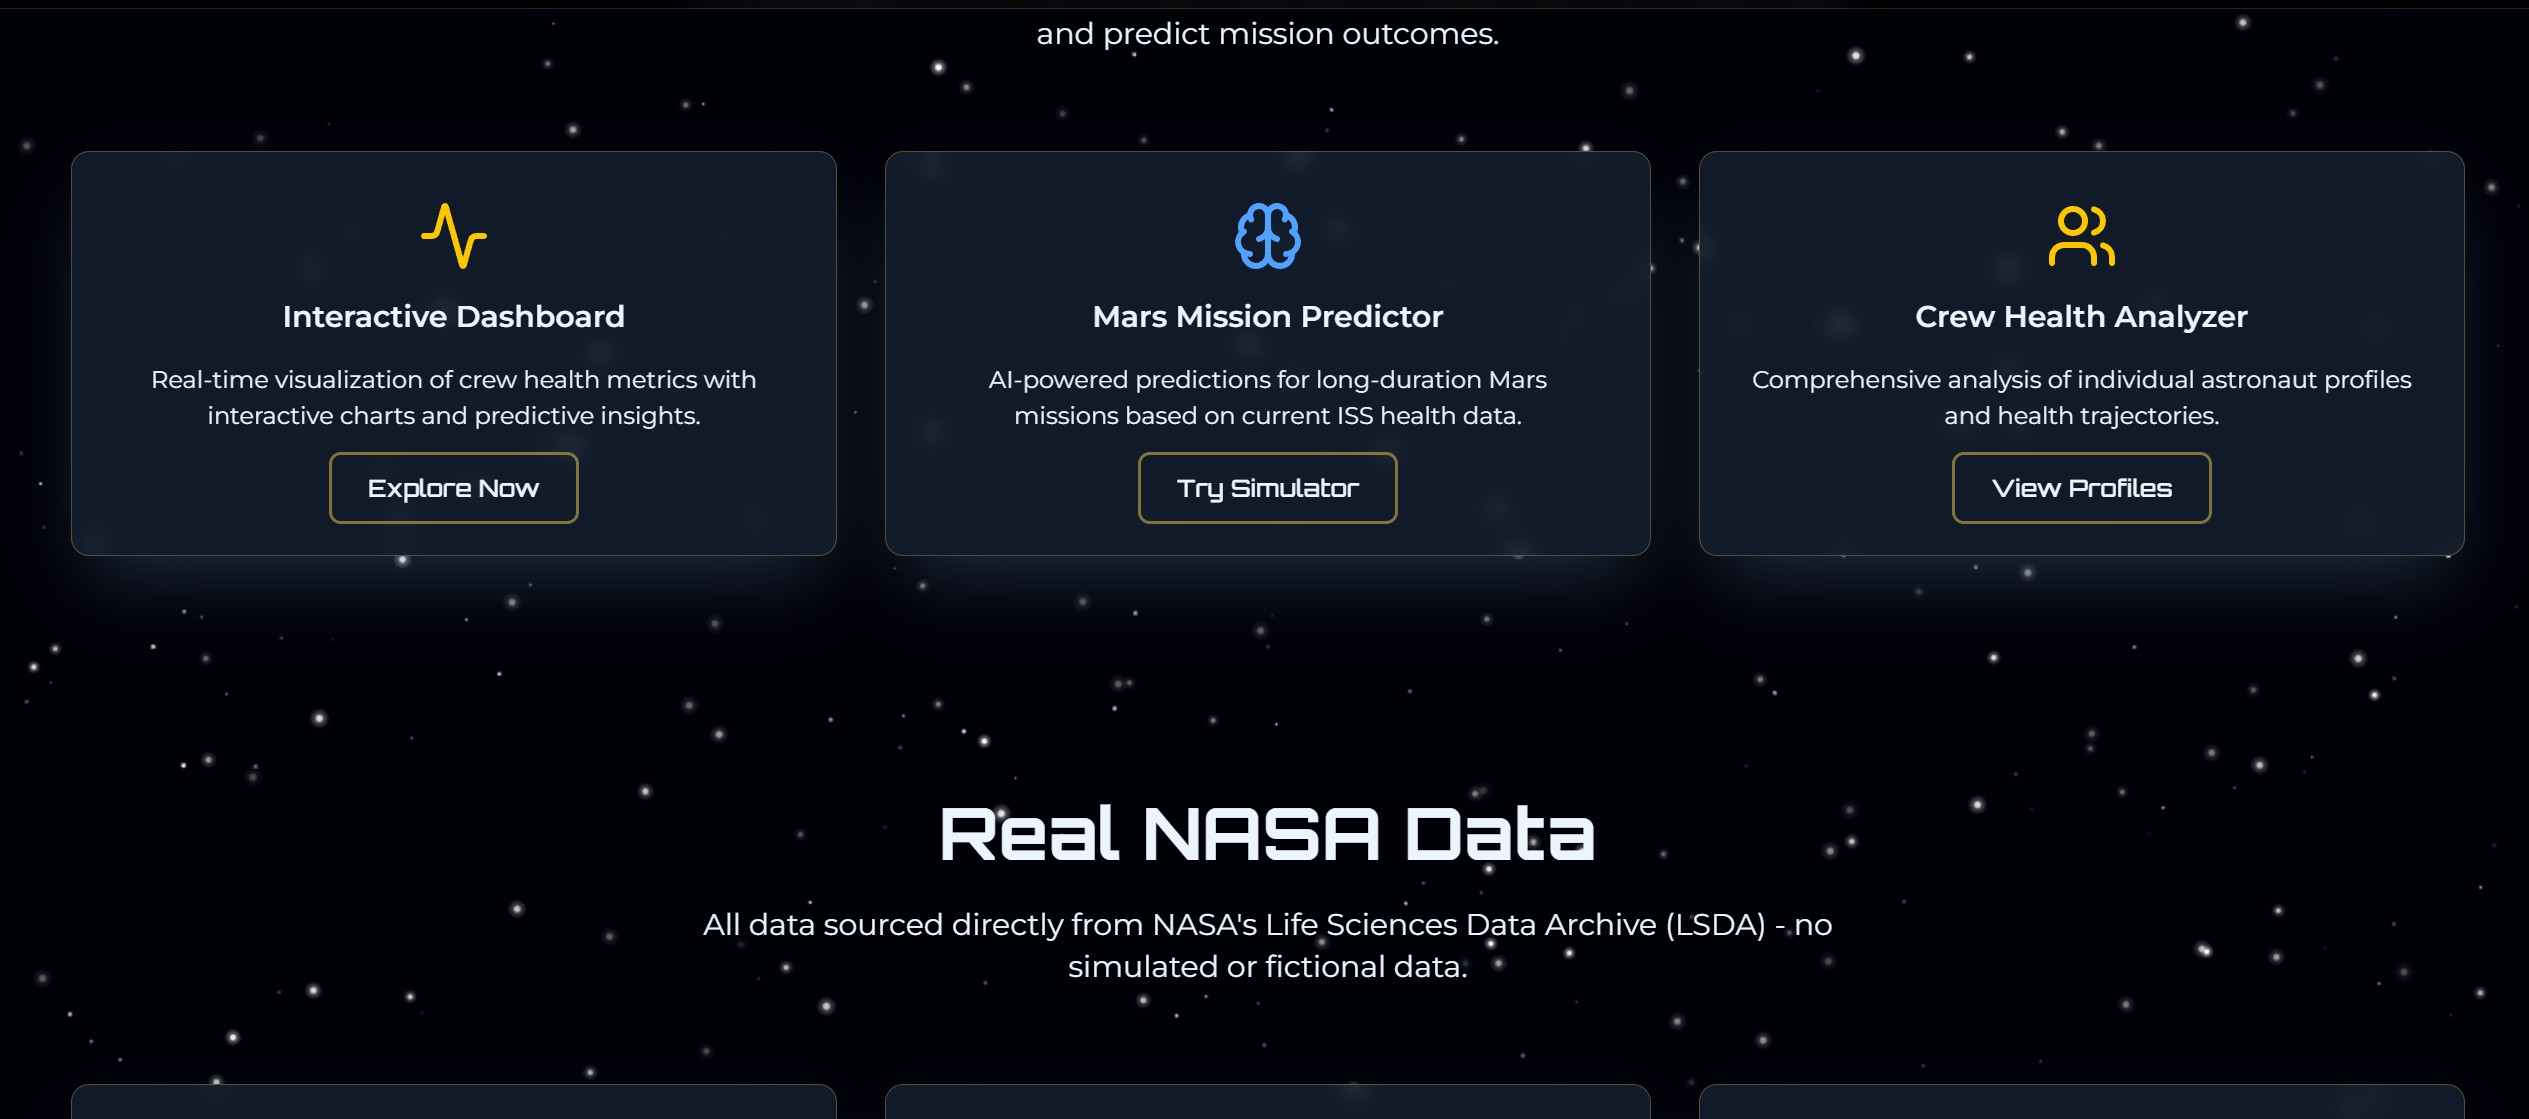 and predict mission outcomes.
Interactive Dashboard
Real-time visualization of crew health metrics with
interactive charts and predictive insights.
Explore Now
Mars Mission Predictor
AI-powered predictions for long-duration Mars
missions based on current ISS health data.
Try Simulator
Crew Health Analyzer
Comprehensive analysis of individual astronaut profiles
and health trajectories.
View Profiles
Real NASA Data
All data sourced directly from NASA's Life Sciences Data Archive (LSDA) - no
simulated or fictional data.